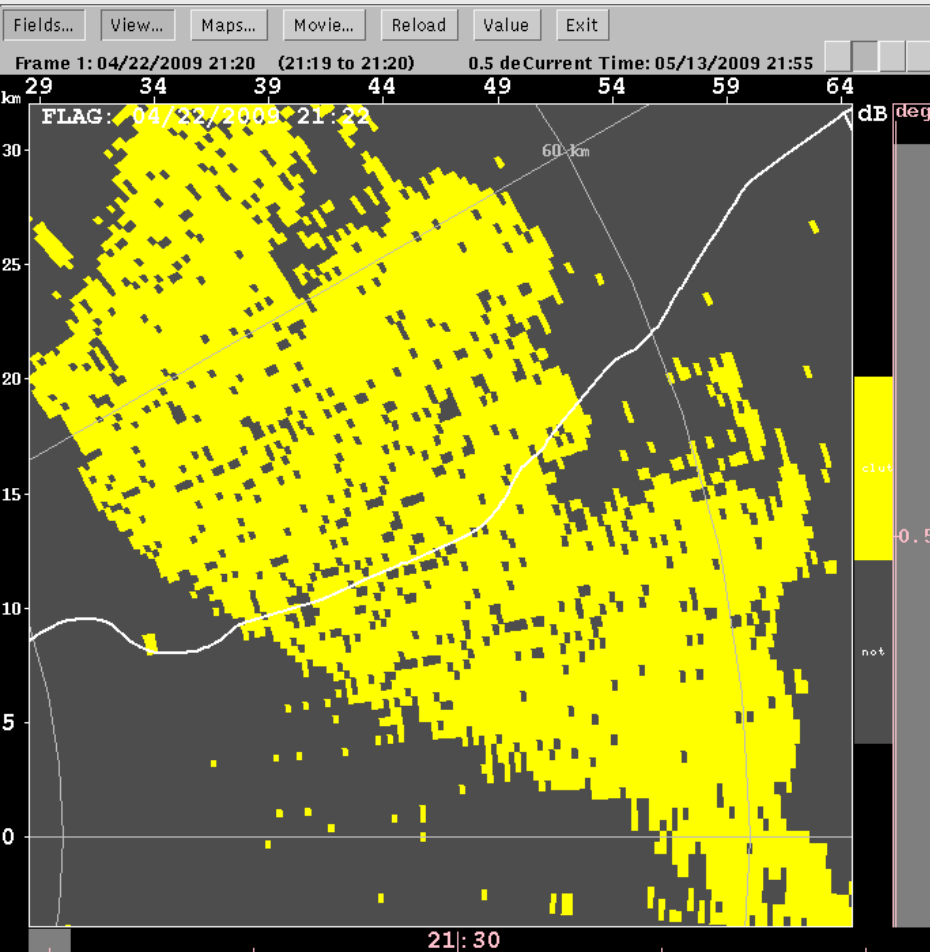 Fields... View... Maps... Movie... Reload Value Exit
Frame 1: 04/22/2009 21:20 (21:19 to 21:20) 0.5 deCurrent Time: 05/13/2009 21:55
km 29 34 39 44 49 54 59 64
FLAG: 04/22/2009 21:22 dB deg
30 60 km
25
20
clut
15
0.5
10
not
5
0
21:30